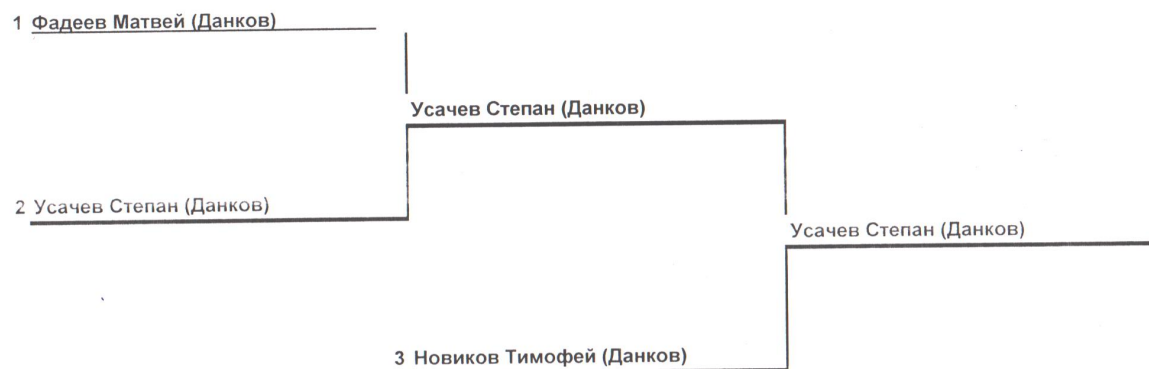 1 Фадеев Матвей (Данков)
Усачев Степан (Данков)
2 Усачев Степан (Данков)
Усачев Степан (Данков)
3 Новиков Тимофей (Данков)